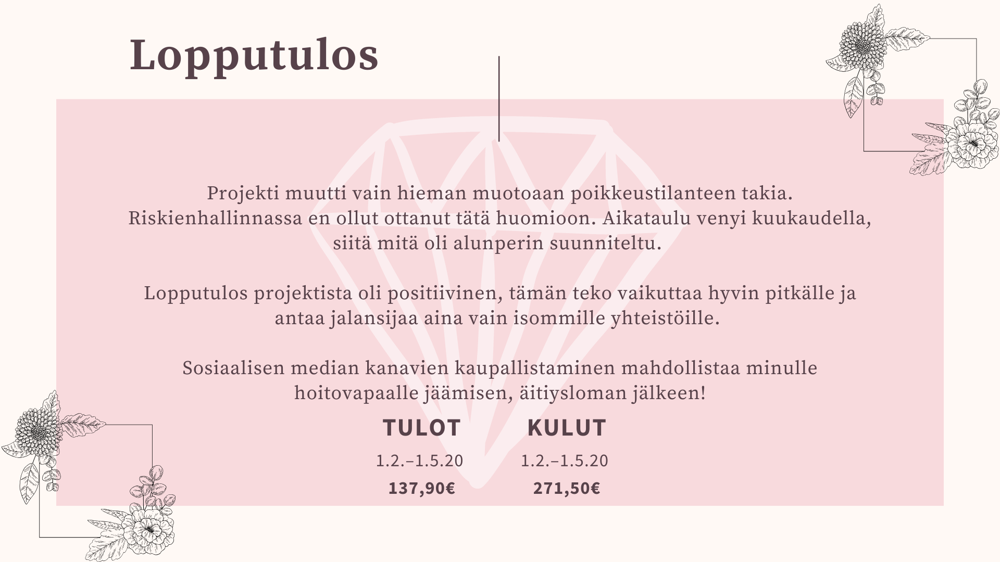 Lopputulos
Projekti muutti vain hieman muotoaan poikkeustilanteen takia.
Riskienhallinnassa en ollut ottanut tätä huomioon. Aikataulu venyi kuukaudella,
siitä mitä oli alunperin suunniteltu.
Lopputulos projektista oli positiivinen, tämän teko vaikuttaa hyvin pitkälle ja
antaa jalansijaa aina vain isommille yhteistöille.
Sosiaalisen median kanavien kaupallistaminen mahdollistaa minulle
hoitovapaalle jäämisen, äitiysloman jälkeen!
TULOT
1.2.–1.5.20
137,90€
KULUT
1.2.–1.5.20
271,50€